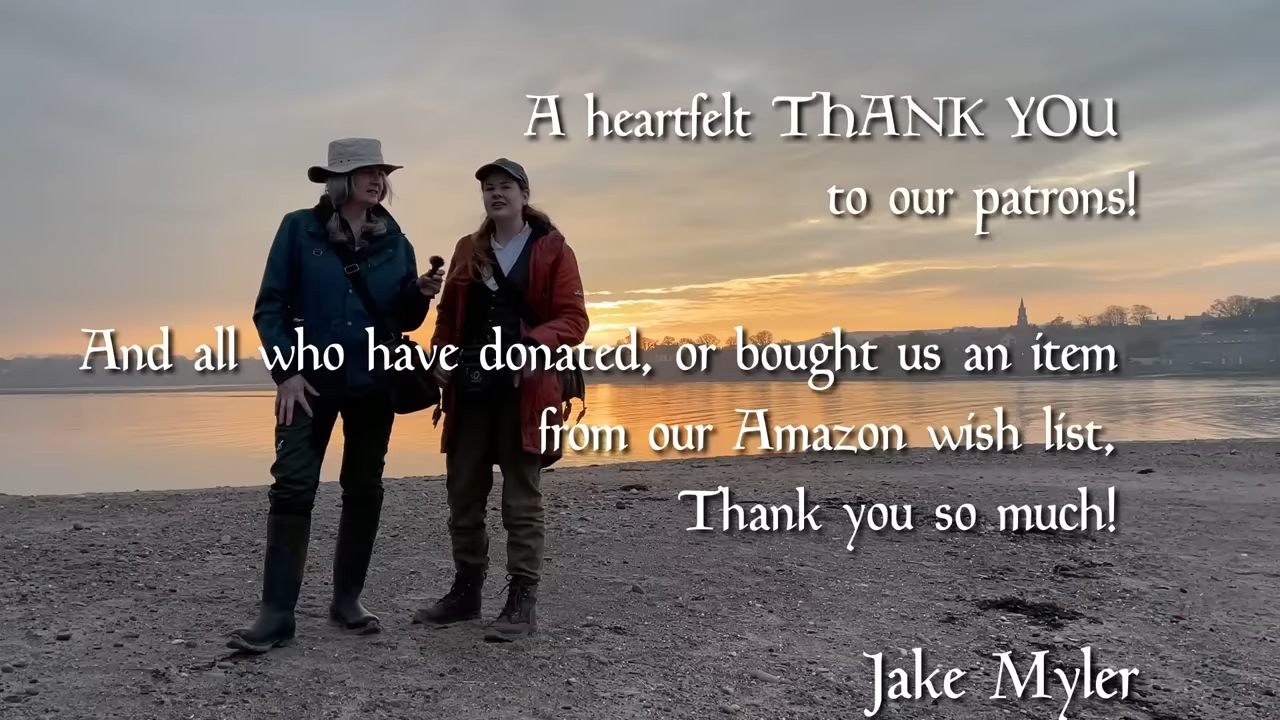 A heartfelt THANK YOU
to our patrons!
And all who have donated, or bought us an item
from our Amazon wish list,
Thank you so much!
Jake Myler